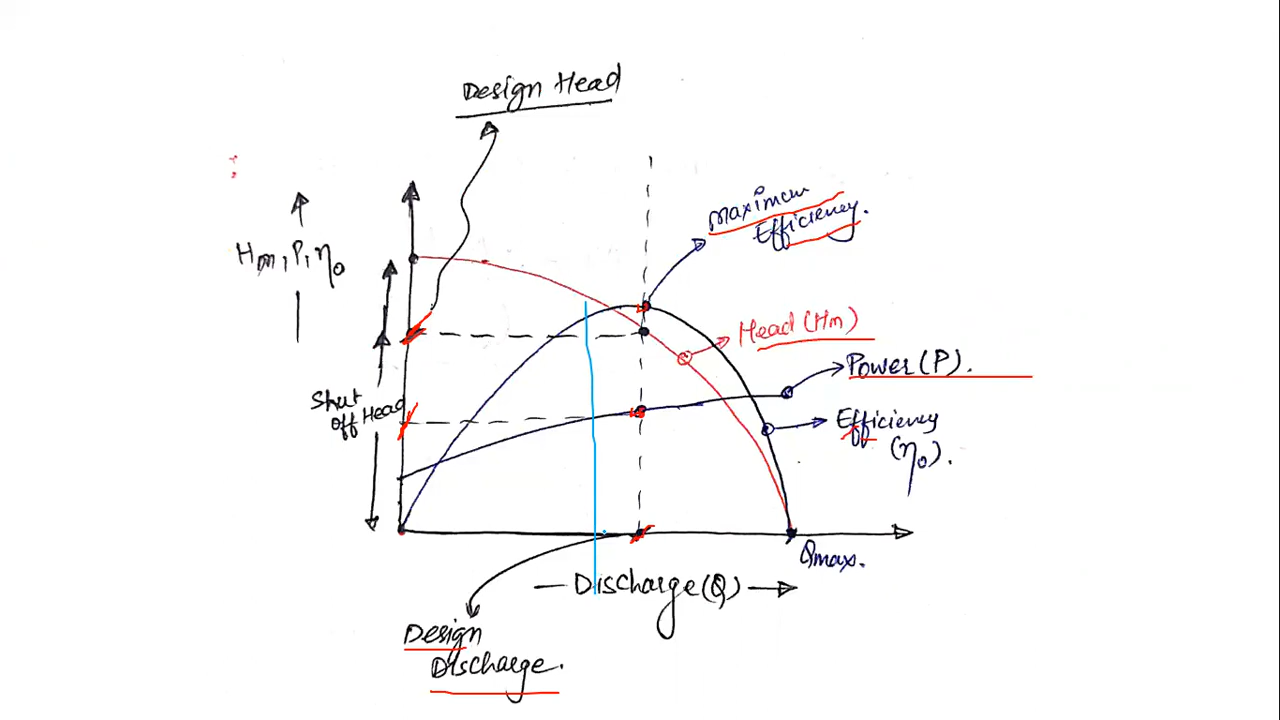 Design Head
Maximum
Efficiency.
Hm, P, η0
Head (Hm)
Power (P).
Shut
off Head
Efficiency
(η0).
Qmax.
Discharge (Q)
Design
Discharge.